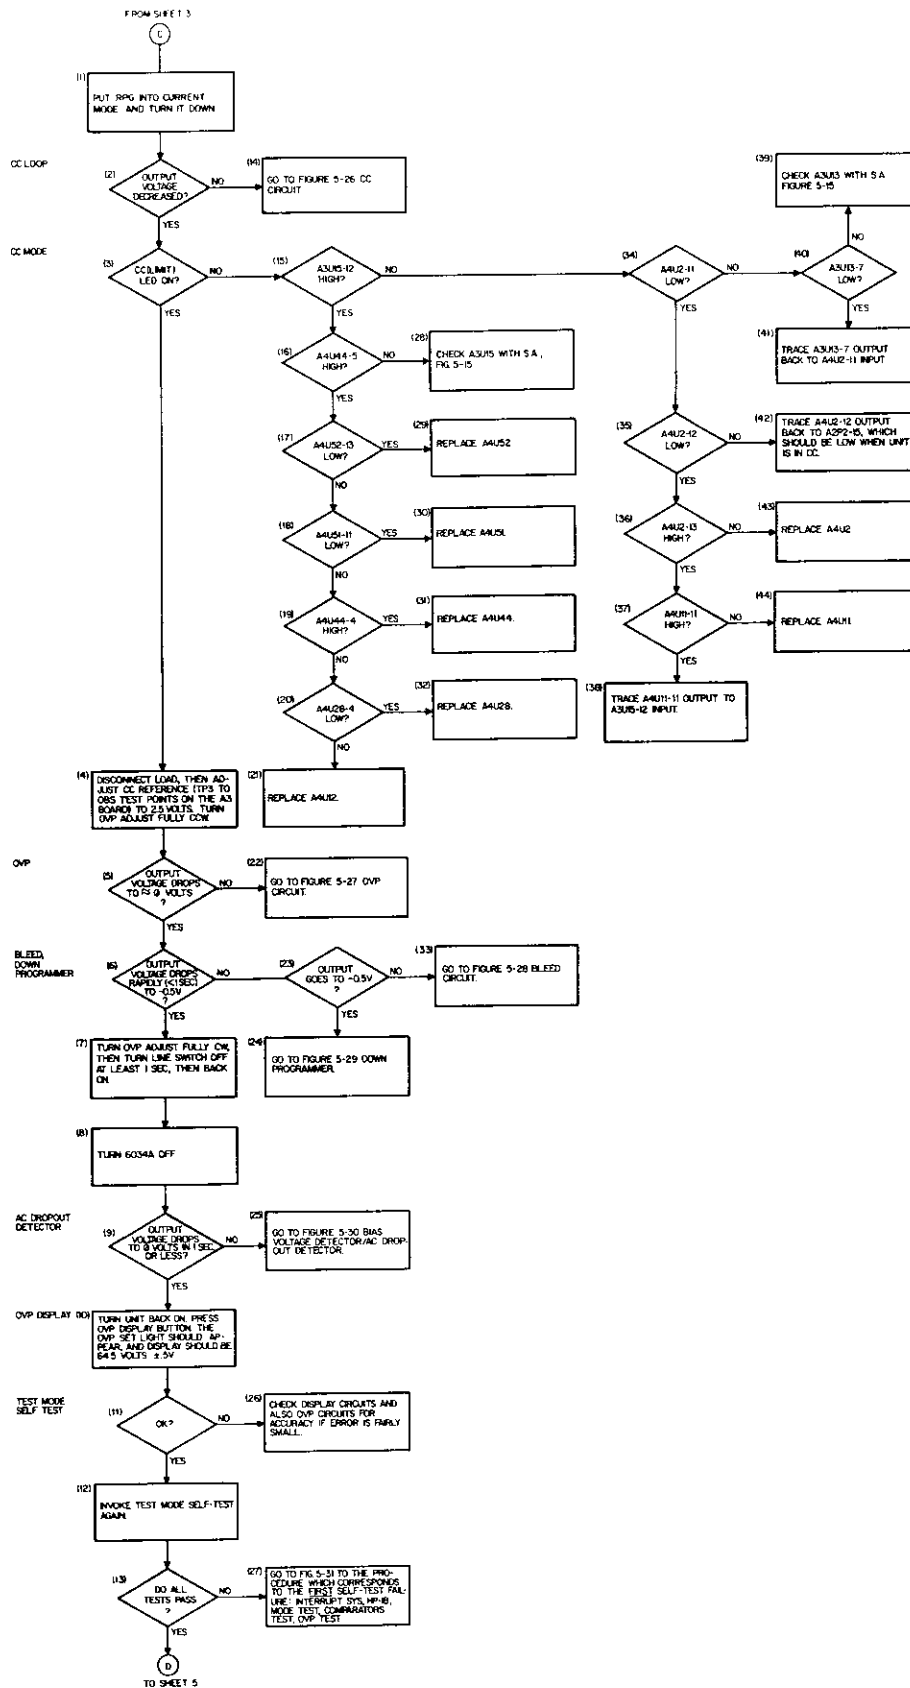 FROM SHEET 3
C
(1)
PUT RPG INTO CURRENT
MODE AND TURN IT DOWN
CC LOOP
(2)
OUTPUT
VOLTAGE
DECREASED?
NO
YES
(14)
GO TO FIGURE 5-26 CC
CIRCUIT
CC MODE
(3)
CC(LIMIT)
LED ON?
NO
YES
(15)
A3U15-12
HIGH?
NO
YES
(34)
A4U2-11
LOW?
NO
YES
(39)
CHECK A3U13 WITH S.A
FIGURE 5-15
NO
(40)
A3U13-7
LOW?
YES
(41)
TRACE A3U13-7 OUTPUT
BACK TO A4U2-11 INPUT
(16)
A4U44-5
HIGH?
NO
YES
(28)
CHECK A3U15 WITH S.A.,
FIG. 5-15
(17)
A4U52-13
LOW?
YES
NO
(29)
REPLACE A4U52
(35)
A4U2-12
LOW?
NO
YES
(42)
TRACE A4U2-12 OUTPUT
BACK TO A2P2-15, WHICH
SHOULD BE LOW WHEN UNIT
IS IN CC.
(18)
A4U51-11
LOW?
YES
NO
(30)
REPLACE A4U51.
(36)
A4U2-13
HIGH?
NO
YES
(43)
REPLACE A4U2
(19)
A4U44-4
HIGH?
YES
NO
(31)
REPLACE A4U44.
(37)
A4U11-11
HIGH?
NO
YES
(44)
REPLACE A4U11.
(20)
A4U28-4
LOW?
YES
NO
(32)
REPLACE A4U28.
(38)
TRACE A4U11-11 OUTPUT TO
A3U15-12 INPUT.
(4)
DISCONNECT LOAD, THEN AD-
JUST CC REFERENCE (TP3 TO
OBS TEST POINTS ON THE A3
BOARD) TO 2.5 VOLTS. TURN
OVP ADJUST FULLY CCW.
(21)
REPLACE A4U12.
OVP
(5)
OUTPUT
VOLTAGE DROPS
TO ≈ 0 VOLTS
?
NO
YES
(22)
GO TO FIGURE 5-27 OVP
CIRCUIT.
BLEED,
DOWN
PROGRAMMER
(6)
OUTPUT
VOLTAGE DROPS
RAPIDLY (<1SEC)
TO -0.5V
?
NO
YES
(23)
OUTPUT
GOES TO -0.5V
?
NO
YES
(33)
GO TO FIGURE 5-28 BLEED
CIRCUIT.
(7)
TURN OVP ADJUST FULLY CW,
THEN TURN LINE SWITCH OFF
AT LEAST 1 SEC, THEN BACK
ON.
(24)
GO TO FIGURE 5-29 DOWN
PROGRAMMER.
(8)
TURN 6034A OFF
AC DROPOUT
DETECTOR
(9)
OUTPUT
VOLTAGE DROPS
TO 0 VOLTS IN 1 SEC
OR LESS?
NO
YES
(25)
GO TO FIGURE 5-30 BIAS
VOLTAGE DETECTOR/AC DROP-
OUT DETECTOR.
OVP DISPLAY (10)
TURN UNIT BACK ON. PRESS
OVP DISPLAY BUTTON. THE
OVP SET LIGHT SHOULD AP-
PEAR, AND DISPLAY SHOULD BE
64.5 VOLTS ±.5V
TEST MODE
SELF TEST
(11)
OK?
NO
YES
(26)
CHECK DISPLAY CIRCUITS AND
ALSO OVP CIRCUITS FOR
ACCURACY IF ERROR IS FAIRLY
SMALL.
(12)
INVOKE TEST MODE SELF-TEST
AGAIN.
(13)
DO ALL
TESTS PASS
?
NO
YES
(27)
GO TO FIG. 5-31 TO THE PRO-
CEDURE WHICH CORRESPONDS
TO THE FIRST SELF-TEST FAIL-
URE: INTERRUPT SYS, HP-IB,
MODE TEST, COMPARATORS
TEST, OVP TEST
D
TO SHEET 5